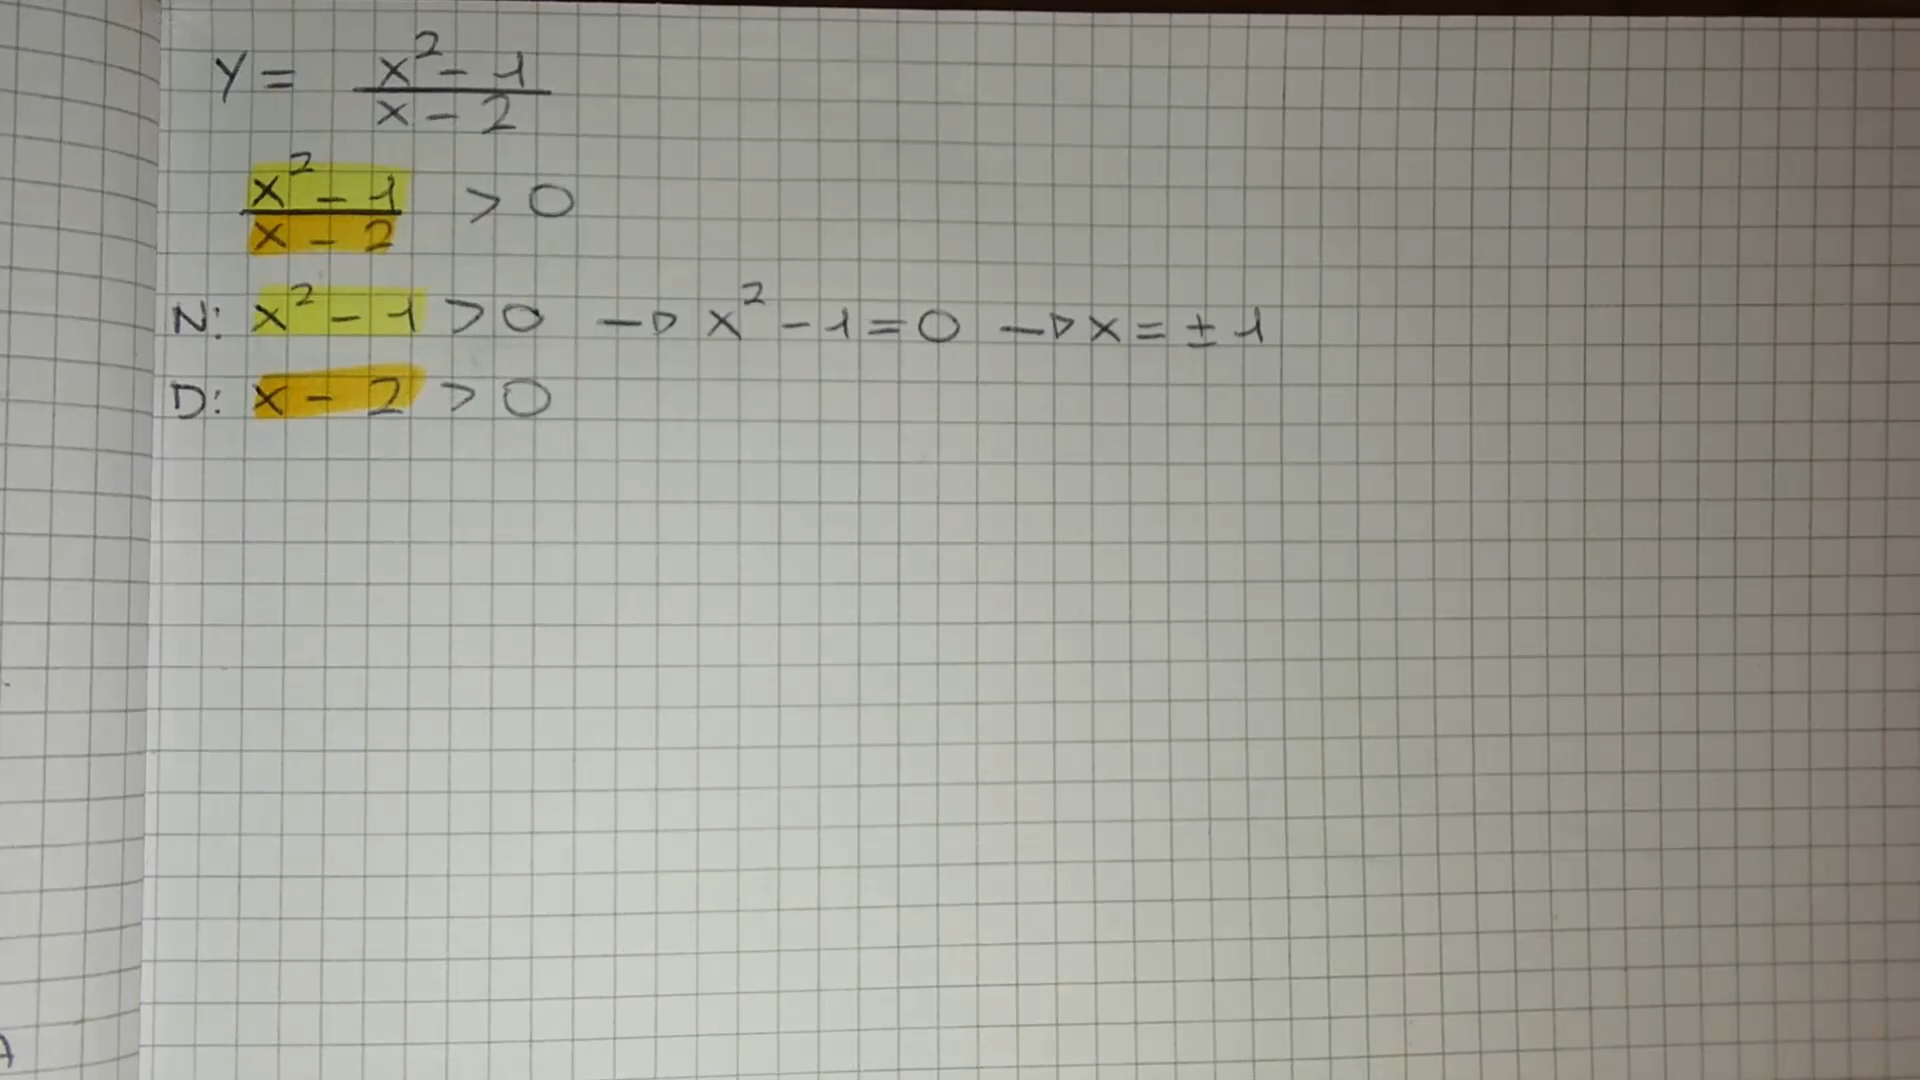 Y = x² - 1 / x - 2
x² - 1 / x - 2 > 0
N: x² - 1 > 0 → x² - 1 = 0 → x = ± 1
D: x - 2 > 0